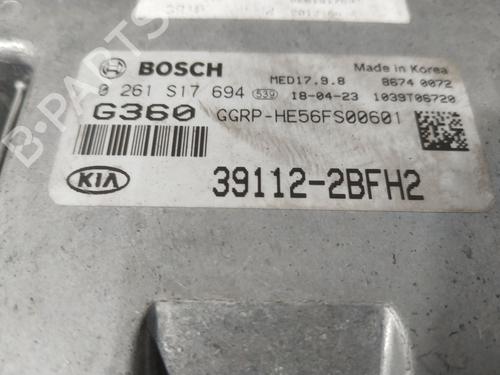 BOSCH MED17.9.8 Made in Korea
0 261 S17 694 539 18-04-23 8674 0072
1039T06720
G360 GGRP-HE56FS00601
KIA 39112-2BFH2